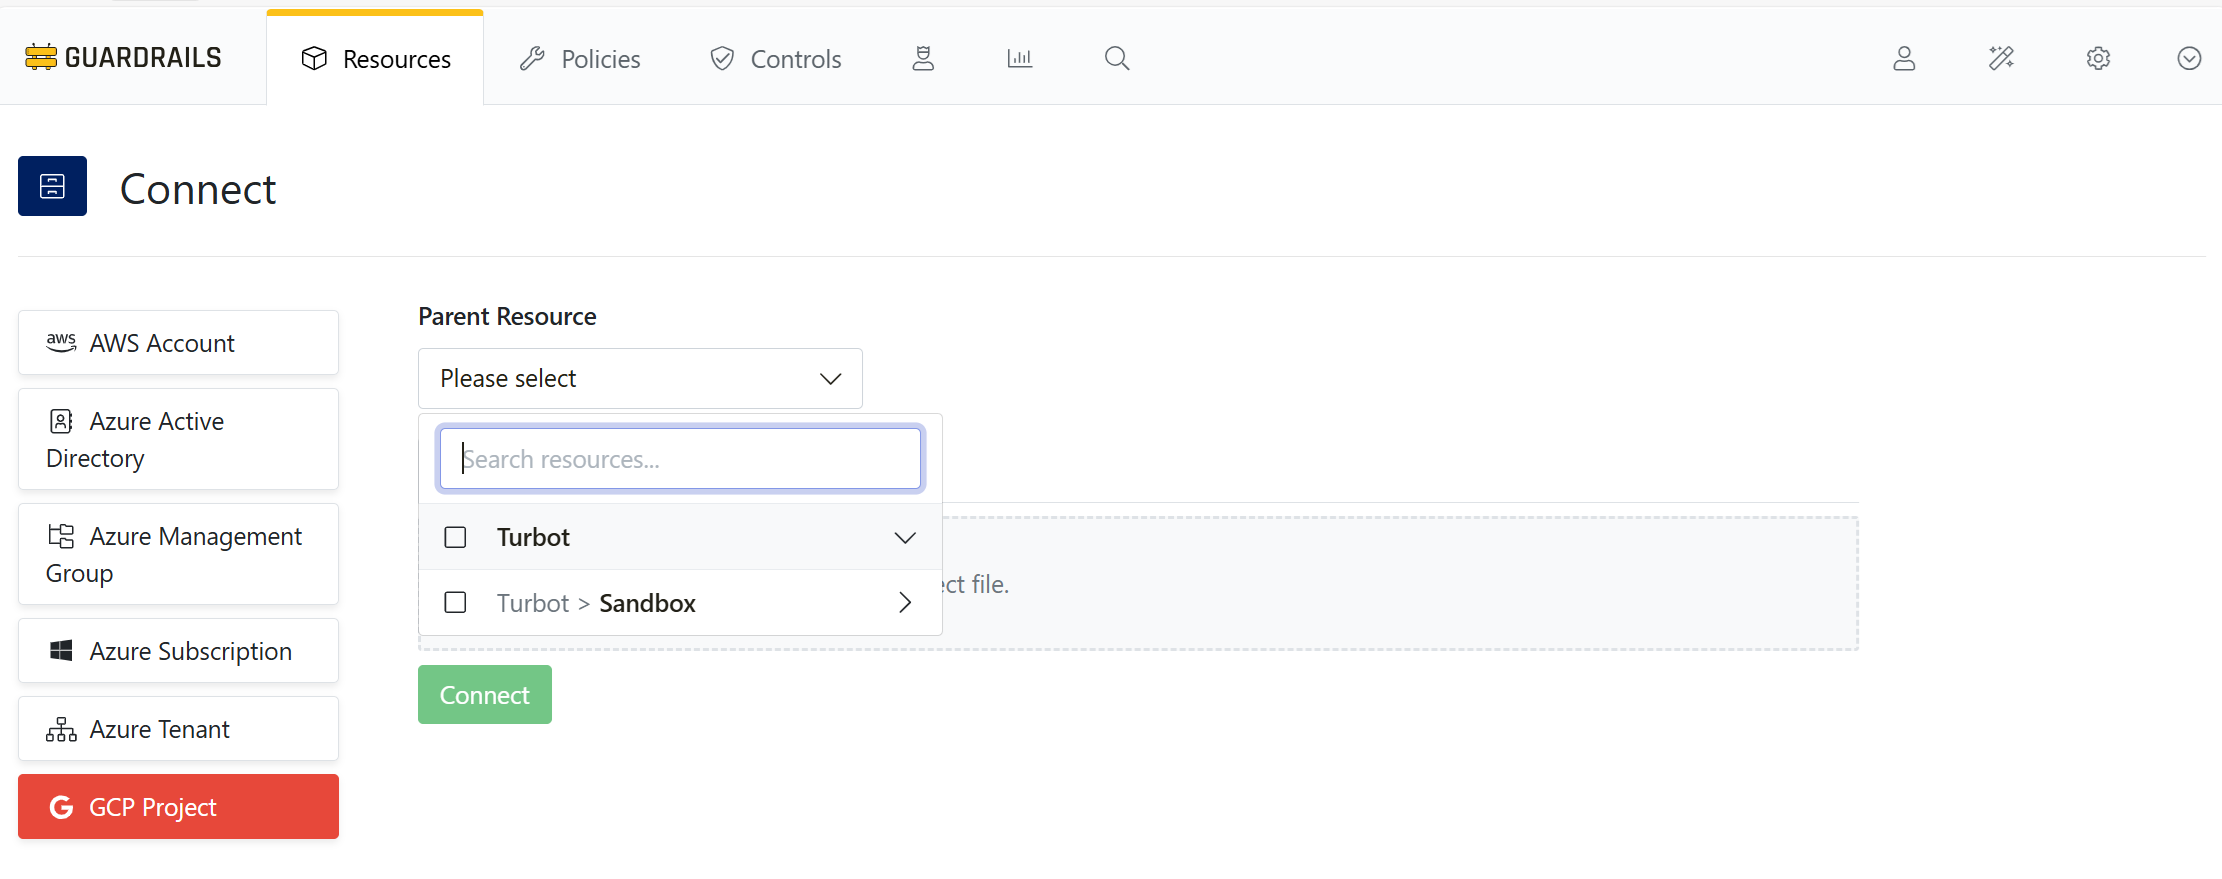 GUARDRAILS
Resources
Policies
Controls
Connect
aws AWS Account
Azure Active
Directory
Azure Management
Group
Azure Subscription
Azure Tenant
GCP Project
Parent Resource
Please select
Search resources...
Turbot
Turbot > Sandbox
ect file.
Connect